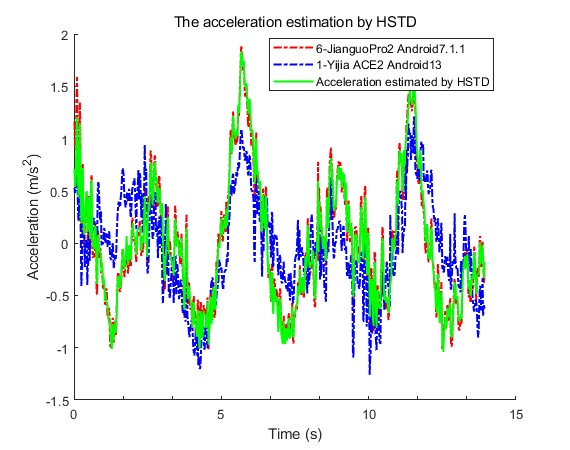 The acceleration estimation by HSTD
6-JianguoPro2 Android7.1.1
1-Yijia ACE2 Android13
Acceleration estimated by HSTD
Acceleration (m/s²)
2
1.5
1
0.5
0
-0.5
-1
-1.5
0 5 10 15
Time (s)